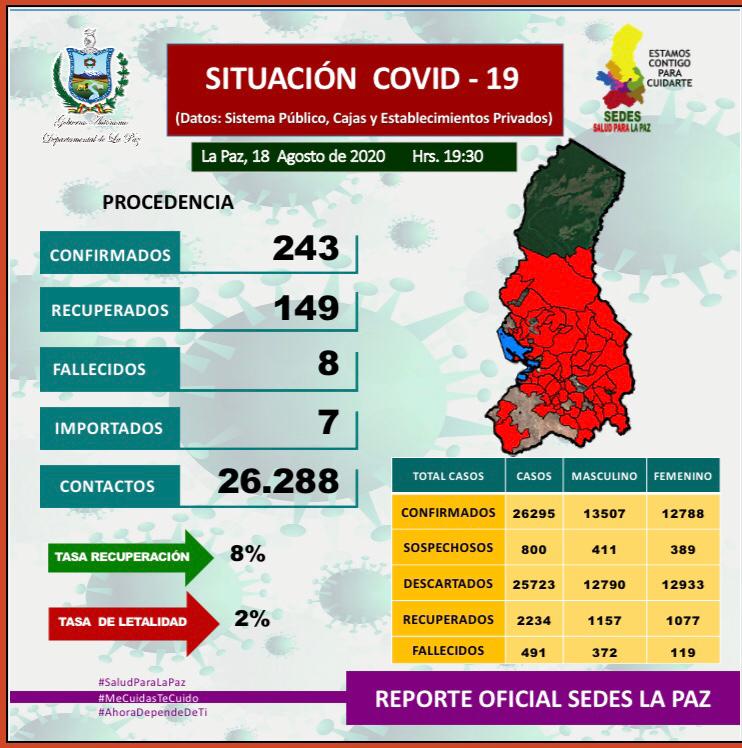 SITUACIÓN COVID - 19
(Datos: Sistema Público, Cajas y Establecimientos Privados)
La Paz, 18 Agosto de 2020 Hrs. 19:30
Gobierno Autónomo
Departamental de La Paz
ESTAMOS
CONTIGO
PARA
CUIDARTE
SEDES
SALUD PARA LA PAZ
PROCEDENCIA
CONFIRMADOS 243
RECUPERADOS 149
FALLECIDOS 8
IMPORTADOS 7
CONTACTOS 26.288
TASA RECUPERACIÓN 8%
TASA DE LETALIDAD 2%
TOTAL CASOS CASOS MASCULINO FEMENINO
CONFIRMADOS 26295 13507 12788
SOSPECHOSOS 800 411 389
DESCARTADOS 25723 12790 12933
RECUPERADOS 2234 1157 1077
FALLECIDOS 491 372 119
#SaludParaLaPaz
#MeCuidasTeCuido
#AhoraDependeDeTi
REPORTE OFICIAL SEDES LA PAZ